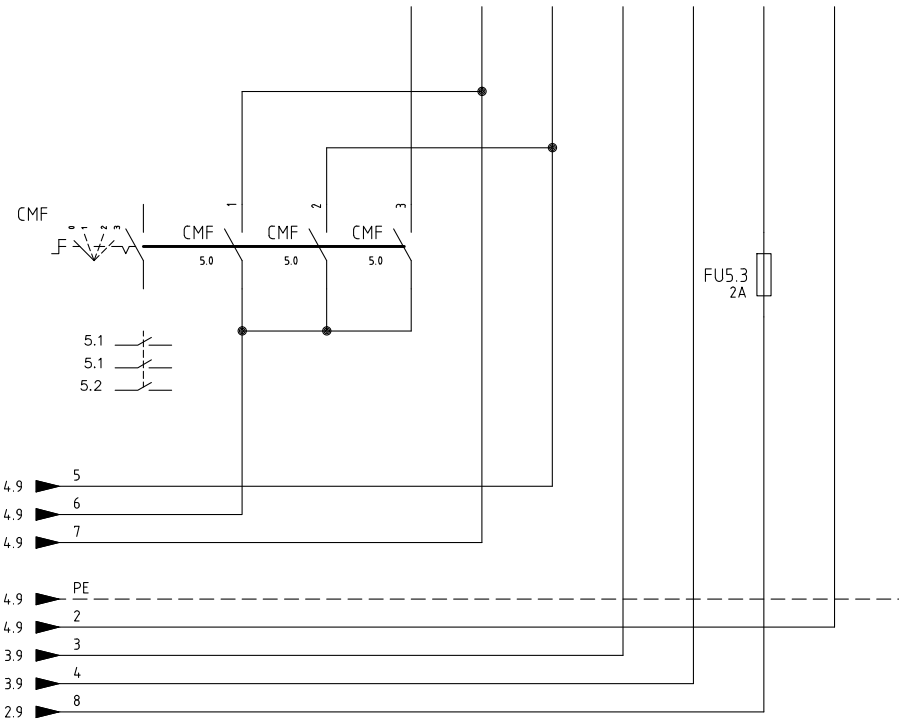 1 2 3
CMF
0 1 2 3
CMF CMF CMF
5.0 5.0 5.0
FU5.3
2A
5.1
5.1
5.2
4.9 5
4.9 6
4.9 7
4.9 PE
4.9 2
3.9 3
3.9 4
2.9 8